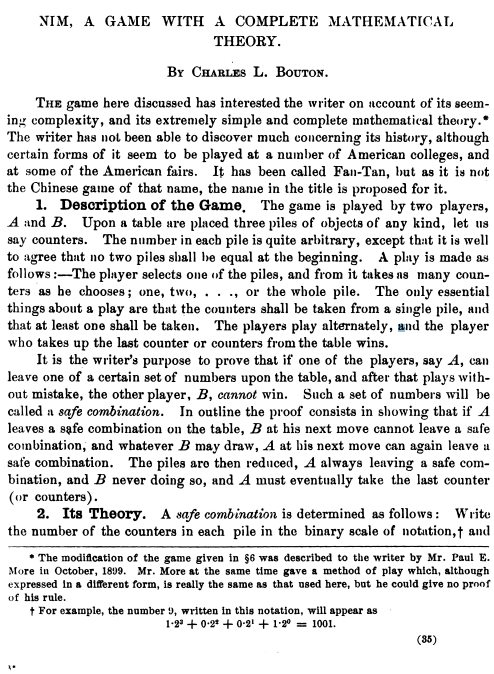 NIM, A GAME WITH A COMPLETE MATHEMATICAL
THEORY.
By Charles L. Bouton.
The game here discussed has interested the writer on account of its seem-
ing complexity, and its extremely simple and complete mathematical theory.*
The writer has not been able to discover much concerning its history, although
certain forms of it seem to be played at a number of American colleges, and
at some of the American fairs. It has been called Fan-Tan, but as it is not
the Chinese game of that name, the name in the title is proposed for it.
1. Description of the Game. The game is played by two players,
A and B. Upon a table are placed three piles of objects of any kind, let us
say counters. The number in each pile is quite arbitrary, except that it is well
to agree that no two piles shall be equal at the beginning. A play is made as
follows:—The player selects one of the piles, and from it takes as many coun-
ters as he chooses; one, two, . . ., or the whole pile. The only essential
things about a play are that the counters shall be taken from a single pile, and
that at least one shall be taken. The players play alternately, and the player
who takes up the last counter or counters from the table wins.
It is the writer's purpose to prove that if one of the players, say A, can
leave one of a certain set of numbers upon the table, and after that plays with-
out mistake, the other player, B, cannot win. Such a set of numbers will be
called a safe combination. In outline the proof consists in showing that if A
leaves a safe combination on the table, B at his next move cannot leave a safe
combination, and whatever B may draw, A at his next move can again leave a
safe combination. The piles are then reduced, A always leaving a safe com-
bination, and B never doing so, and A must eventually take the last counter
(or counters).
2. Its Theory. A safe combination is determined as follows: Write
the number of the counters in each pile in the binary scale of notation,† and
* The modification of the game given in §6 was described to the writer by Mr. Paul E.
More in October, 1899. Mr. More at the same time gave a method of play which, although
expressed in a different form, is really the same as that used here, but he could give no proof
of his rule.
† For example, the number 9, written in this notation, will appear as
1·2³ + 0·2² + 0·2¹ + 1·2⁰ = 1001.
(35)